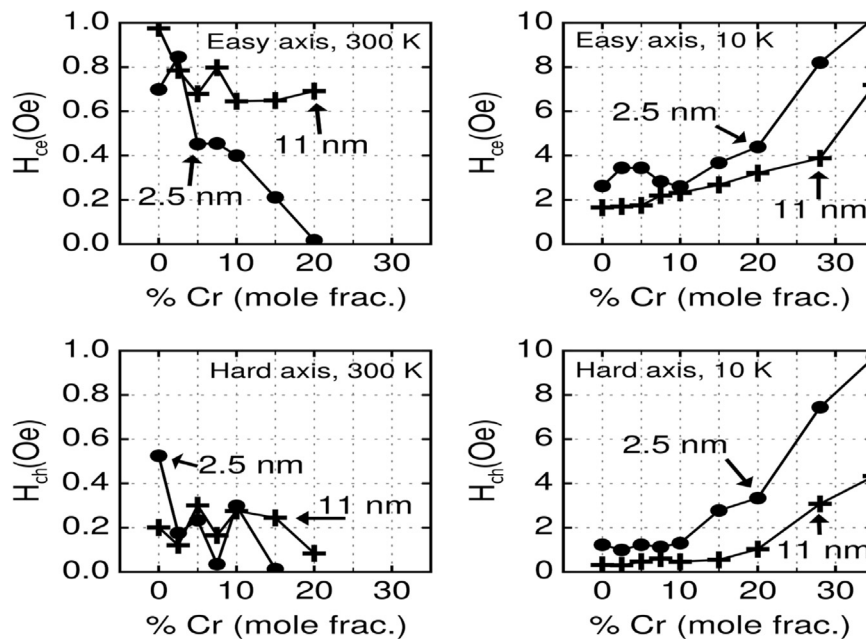 Easy axis, 300 K
H_ce(Oe)
1.0
0.8
0.6
0.4
0.2
0.0
11 nm
2.5 nm
0 10 20 30
% Cr (mole frac.)
Easy axis, 10 K
H_ce(Oe)
10
8
6
4
2
0
2.5 nm
11 nm
0 10 20 30
% Cr (mole frac.)
Hard axis, 300 K
H_ch(Oe)
1.0
0.8
0.6
0.4
0.2
0.0
2.5 nm
11 nm
0 10 20 30
% Cr (mole frac.)
Hard axis, 10 K
H_ch(Oe)
10
8
6
4
2
0
2.5 nm
11 nm
0 10 20 30
% Cr (mole frac.)